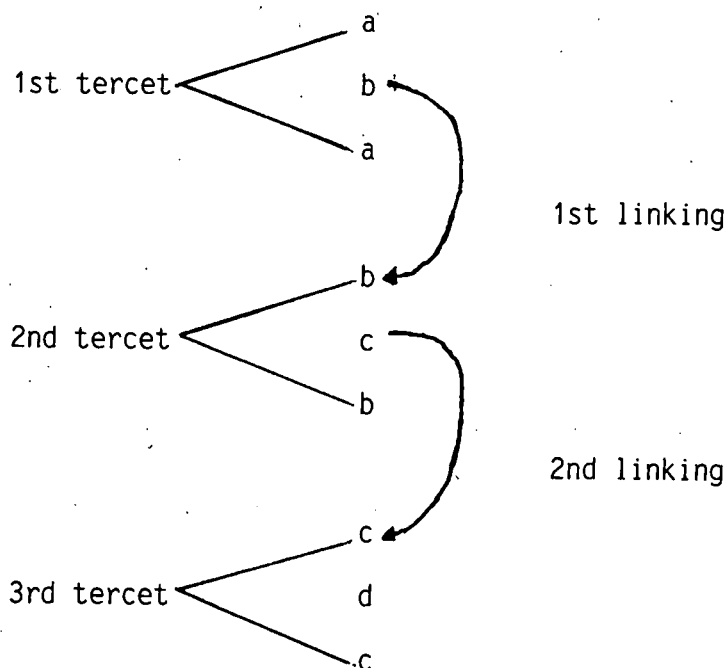 a
1st tercet b
a
1st linking
b
2nd tercet c
b
2nd linking
c
3rd tercet d
c